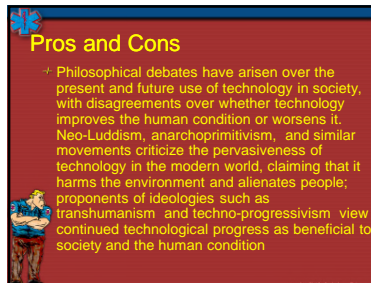 Pros and Cons
Philosophical debates have arisen over the
present and future use of technology in society,
with disagreements over whether technology
improves the human condition or worsens it.
Neo-Luddism, anarchoprimitivism, and similar
movements criticize the pervasiveness of
technology in the modern world, claiming that it
harms the environment and alienates people;
proponents of ideologies such as
transhumanism and techno-progressivism view
continued technological progress as beneficial to
society and the human condition